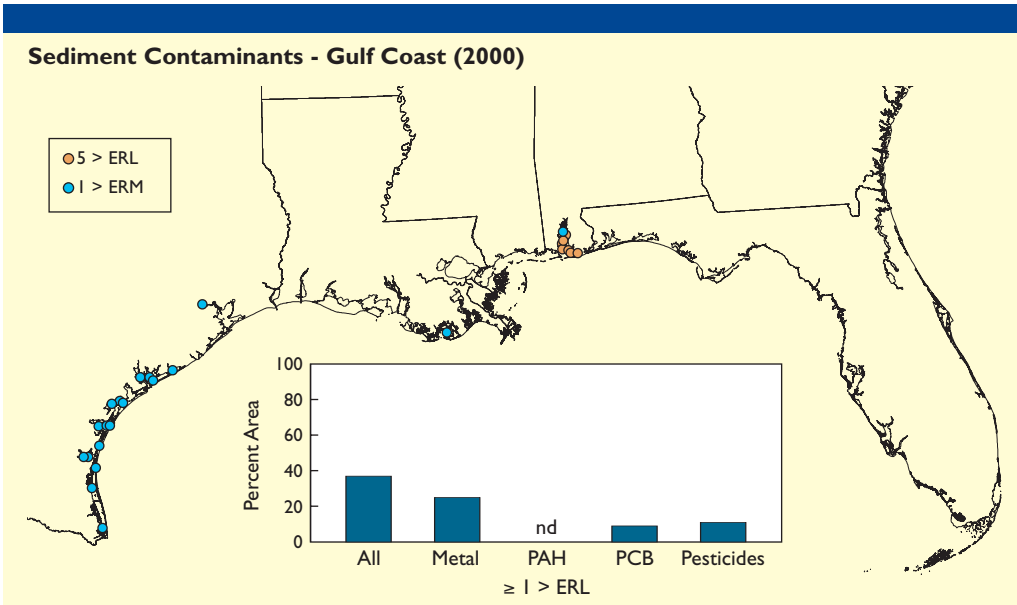 Sediment Contaminants - Gulf Coast (2000)
5 > ERL
1 > ERM
100
80
60
40
20
0
Percent Area
nd
All Metal PAH PCB Pesticides
≥ 1 > ERL